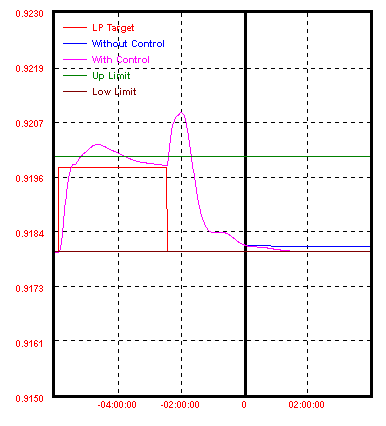 0.9230
LP Target
Without Control
With Control
Up Limit
Low Limit
0.9219
0.9207
0.9196
0.9184
0.9173
0.9161
0.9150
-04:00:00 -02:00:00 0 02:00:00